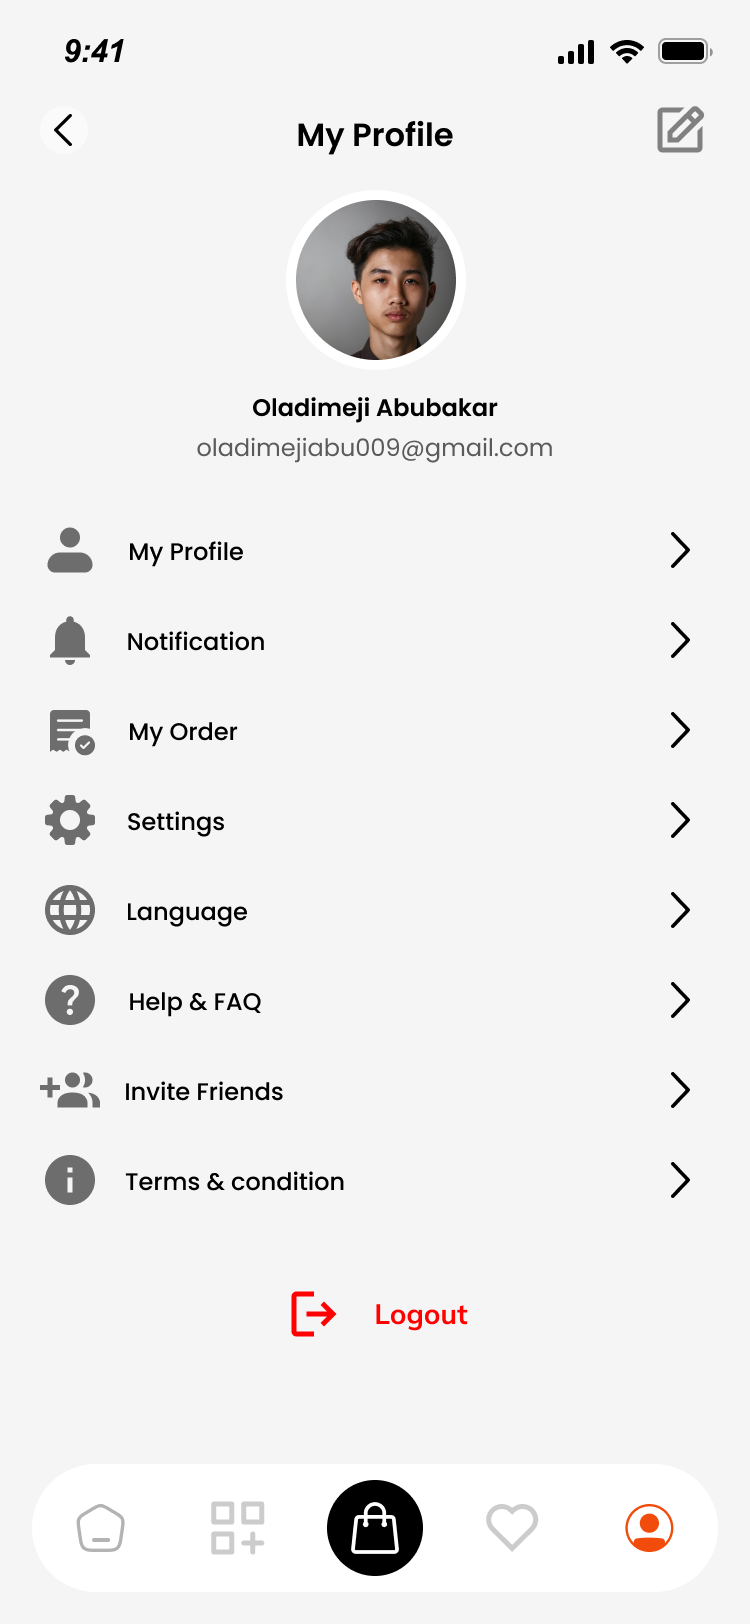 9:41
My Profile
Oladimeji Abubakar
oladimejiabu009@gmail.com
My Profile
Notification
My Order
Settings
Language
Help & FAQ
Invite Friends
Terms & condition
Logout